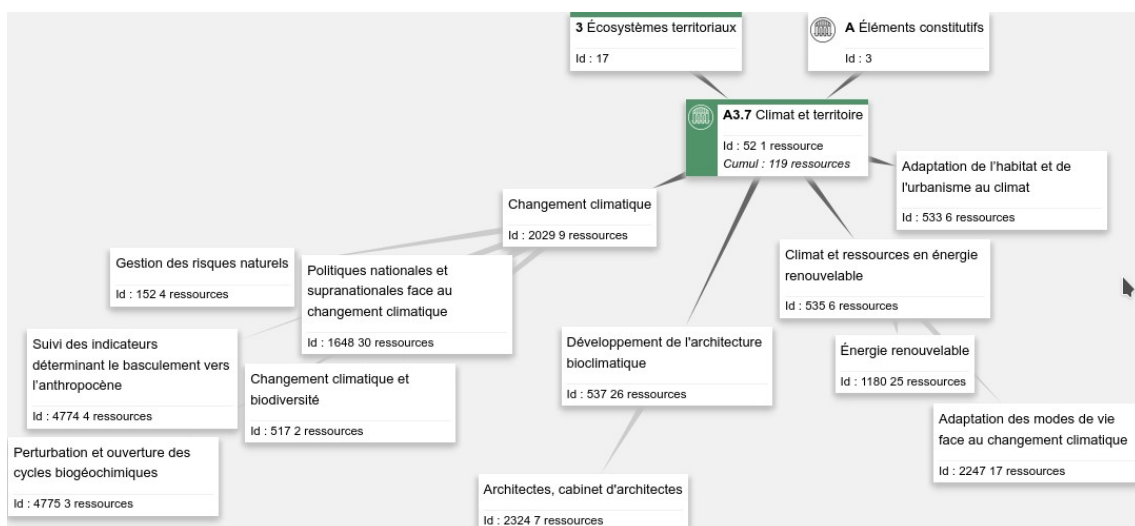 3 Écosystèmes territoriaux
Id : 17
A Éléments constitutifs
Id : 3
A3.7 Climat et territoire
Id : 52 1 ressource
Cumul : 119 ressources
Adaptation de l'habitat et de
l'urbanisme au climat
Id : 533 6 ressources
Changement climatique
Id : 2029 9 ressources
Climat et ressources en énergie
renouvelable
Id : 535 6 ressources
Gestion des risques naturels
Id : 152 4 ressources
Politiques nationales et
supranationales face au
changement climatique
Id : 1648 30 ressources
Suivi des indicateurs
déterminant le basculement vers
l'anthropocène
Id : 4774 4 ressources
Développement de l'architecture
bioclimatique
Id : 537 26 ressources
Énergie renouvelable
Id : 1180 25 ressources
Changement climatique et
biodiversité
Id : 517 2 ressources
Adaptation des modes de vie
face au changement climatique
Id : 2247 17 ressources
Perturbation et ouverture des
cycles biogéochimiques
Id : 4775 3 ressources
Architectes, cabinet d'architectes
Id : 2324 7 ressources